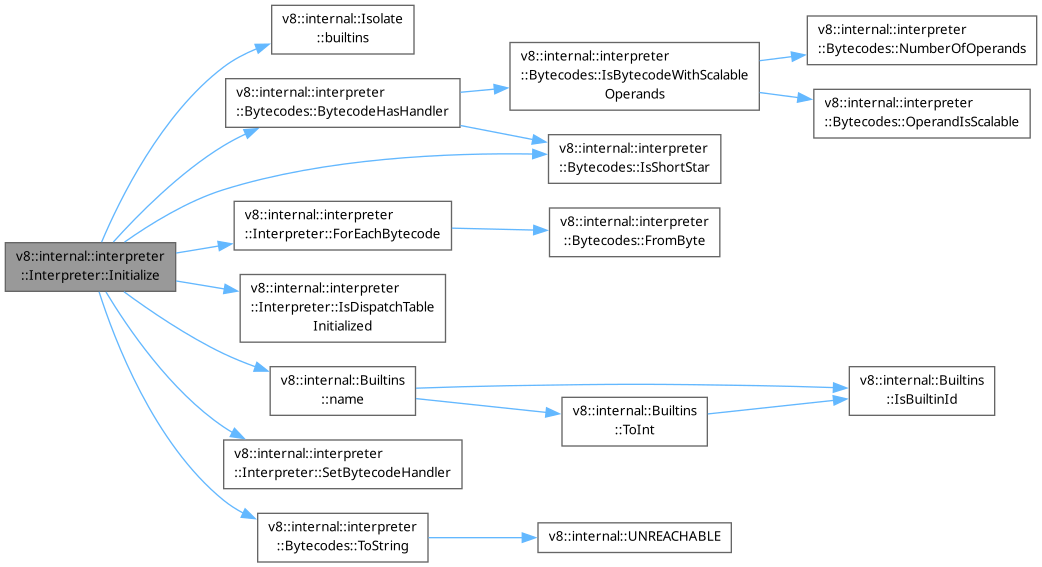 v8::internal::Isolate
::builtins
v8::internal::interpreter
::Bytecodes::NumberOfOperands
v8::internal::interpreter
::Bytecodes::IsBytecodeWithScalable
Operands
v8::internal::interpreter
::Bytecodes::BytecodeHasHandler
v8::internal::interpreter
::Bytecodes::OperandIsScalable
v8::internal::interpreter
::Bytecodes::IsShortStar
v8::internal::interpreter
::Interpreter::ForEachBytecode
v8::internal::interpreter
::Bytecodes::FromByte
v8::internal::interpreter
::Interpreter::Initialize
v8::internal::interpreter
::Interpreter::IsDispatchTable
Initialized
v8::internal::Builtins
::name
v8::internal::Builtins
::IsBuiltinId
v8::internal::Builtins
::ToInt
v8::internal::interpreter
::Interpreter::SetBytecodeHandler
v8::internal::interpreter
::Bytecodes::ToString
v8::internal::UNREACHABLE